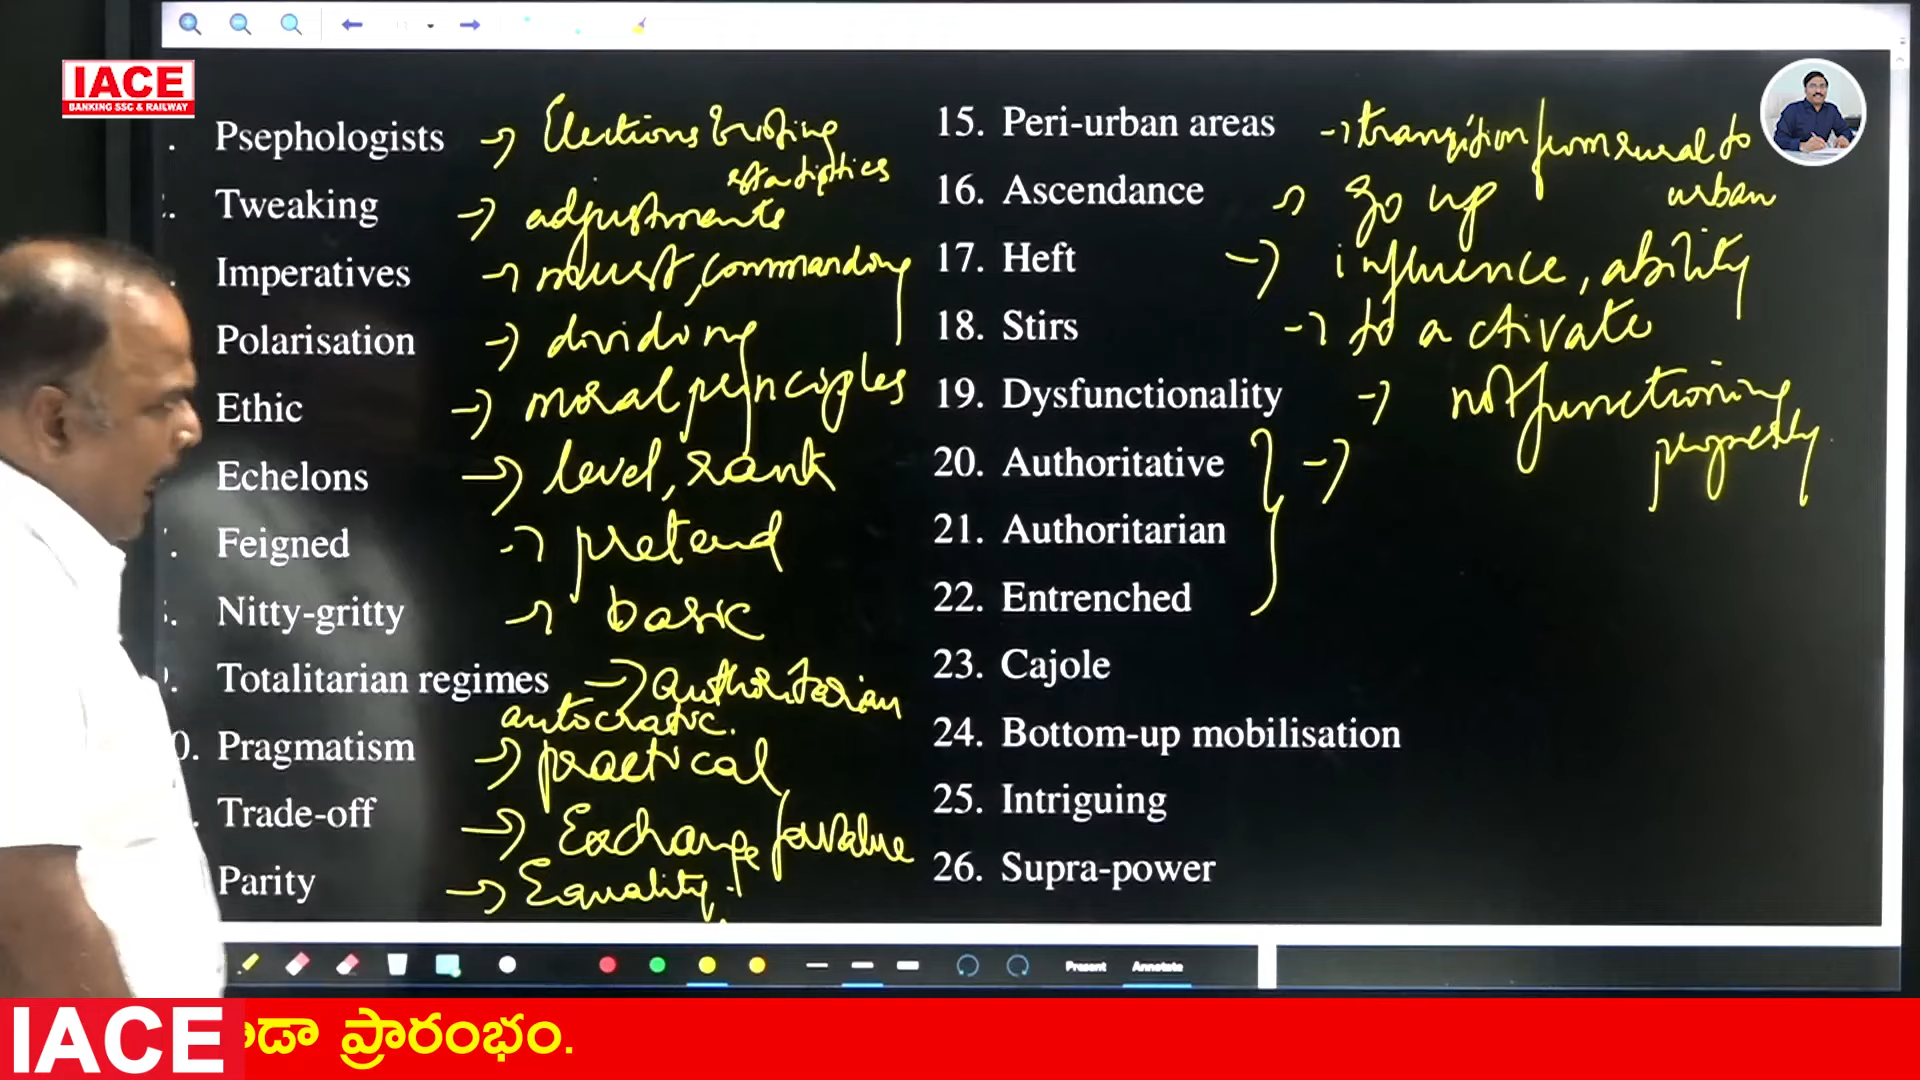 IACE
BANKING SSC & RAILWAY
. Psephologists → Elections & voting
statistics
. Tweaking → adjustments
. Imperatives → must, commanding
Polarisation → dividing
Ethic → moral principles
Echelons → level, rank
. Feigned → pretend
. Nitty-gritty → basic
. Totalitarian regimes → authoritarian
autocratic.
0. Pragmatism → practical
. Trade-off → Exchange for value
Parity → Equality.
15. Peri-urban areas → transition from rural to
urban
16. Ascendance → go up
17. Heft → influence, ability
18. Stirs → to activate
19. Dysfunctionality → not functioning
properly
20. Authoritative →
21. Authoritarian
22. Entrenched
23. Cajole
24. Bottom-up mobilisation
25. Intriguing
26. Supra-power
Present Annotate
IACE ప్రారంభం.